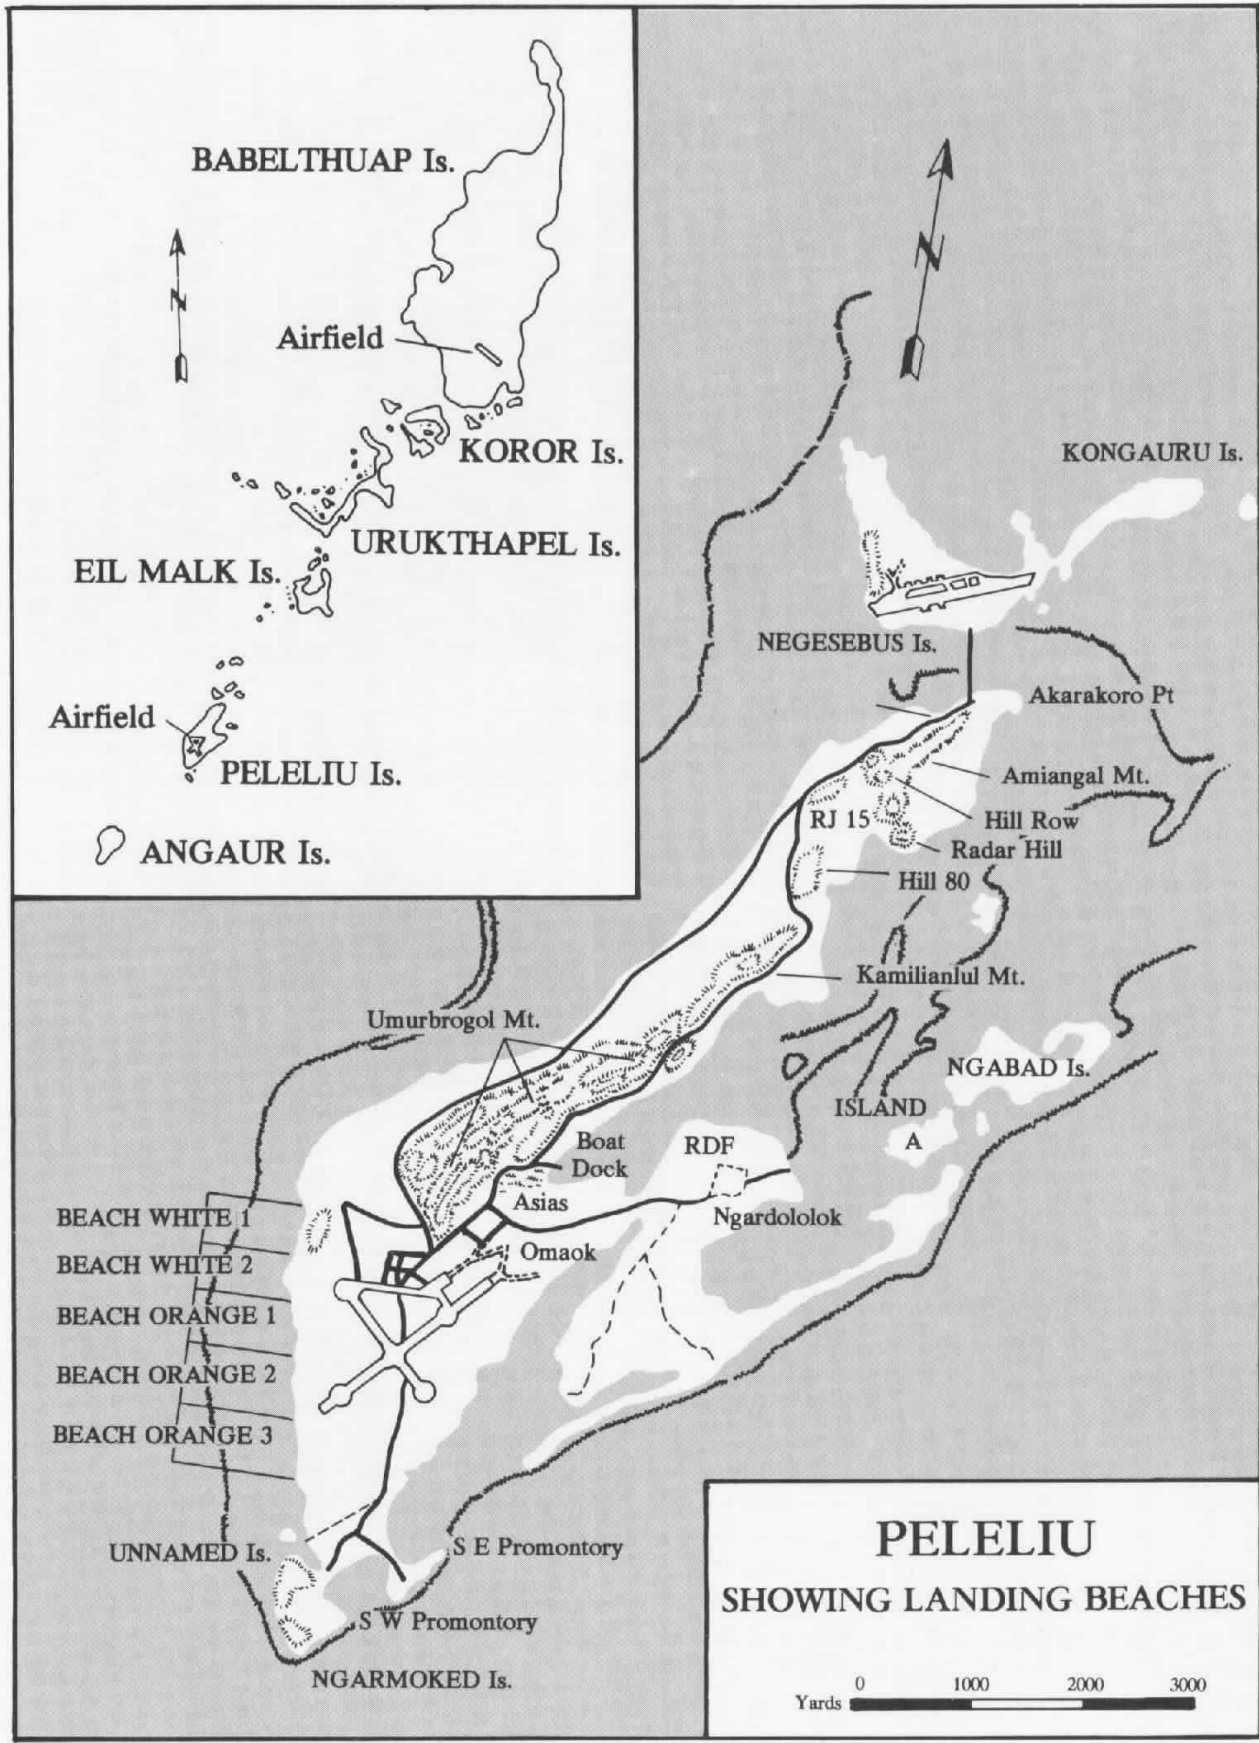 BABELTHUAP Is.
N
Airfield
KOROR Is.
URUKTHAPEL Is.
EIL MALK Is.
Airfield
PELELIU Is.
ANGAUR Is.
N
KONGAURU Is.
NEGESEBUS Is.
Akarakoro Pt
Amiangal Mt.
RJ 15
Hill Row
Radar Hill
Hill 80
Kamilianlul Mt.
Umurbrogol Mt.
NGABAD Is.
ISLAND
A
Boat
Dock
RDF
Asias
Ngardololok
Omaok
BEACH WHITE 1
BEACH WHITE 2
BEACH ORANGE 1
BEACH ORANGE 2
BEACH ORANGE 3
UNNAMED Is.
S E Promontory
S W Promontory
NGARMOKED Is.
PELELIU
SHOWING LANDING BEACHES
0 1000 2000 3000
Yards